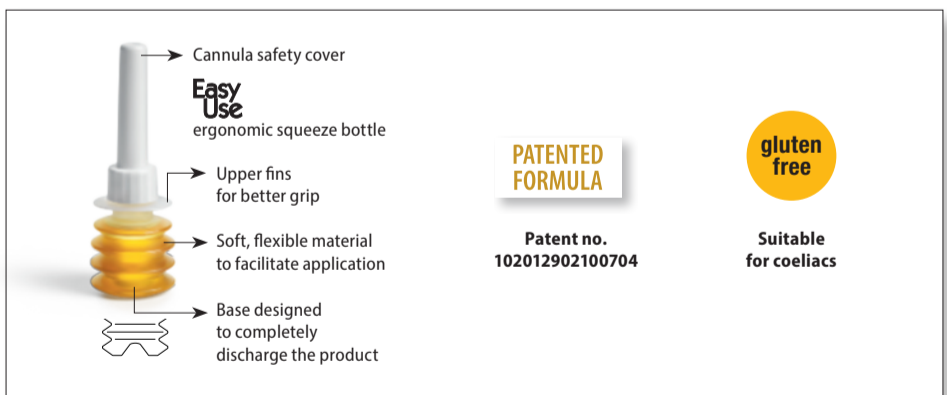 Cannula safety cover
Easy
Use
ergonomic squeeze bottle
Upper fins
for better grip
Soft, flexible material
to facilitate application
Base designed
to completely
discharge the product
PATENTED
FORMULA
Patent no.
102012902100704
gluten
free
Suitable
for coeliacs